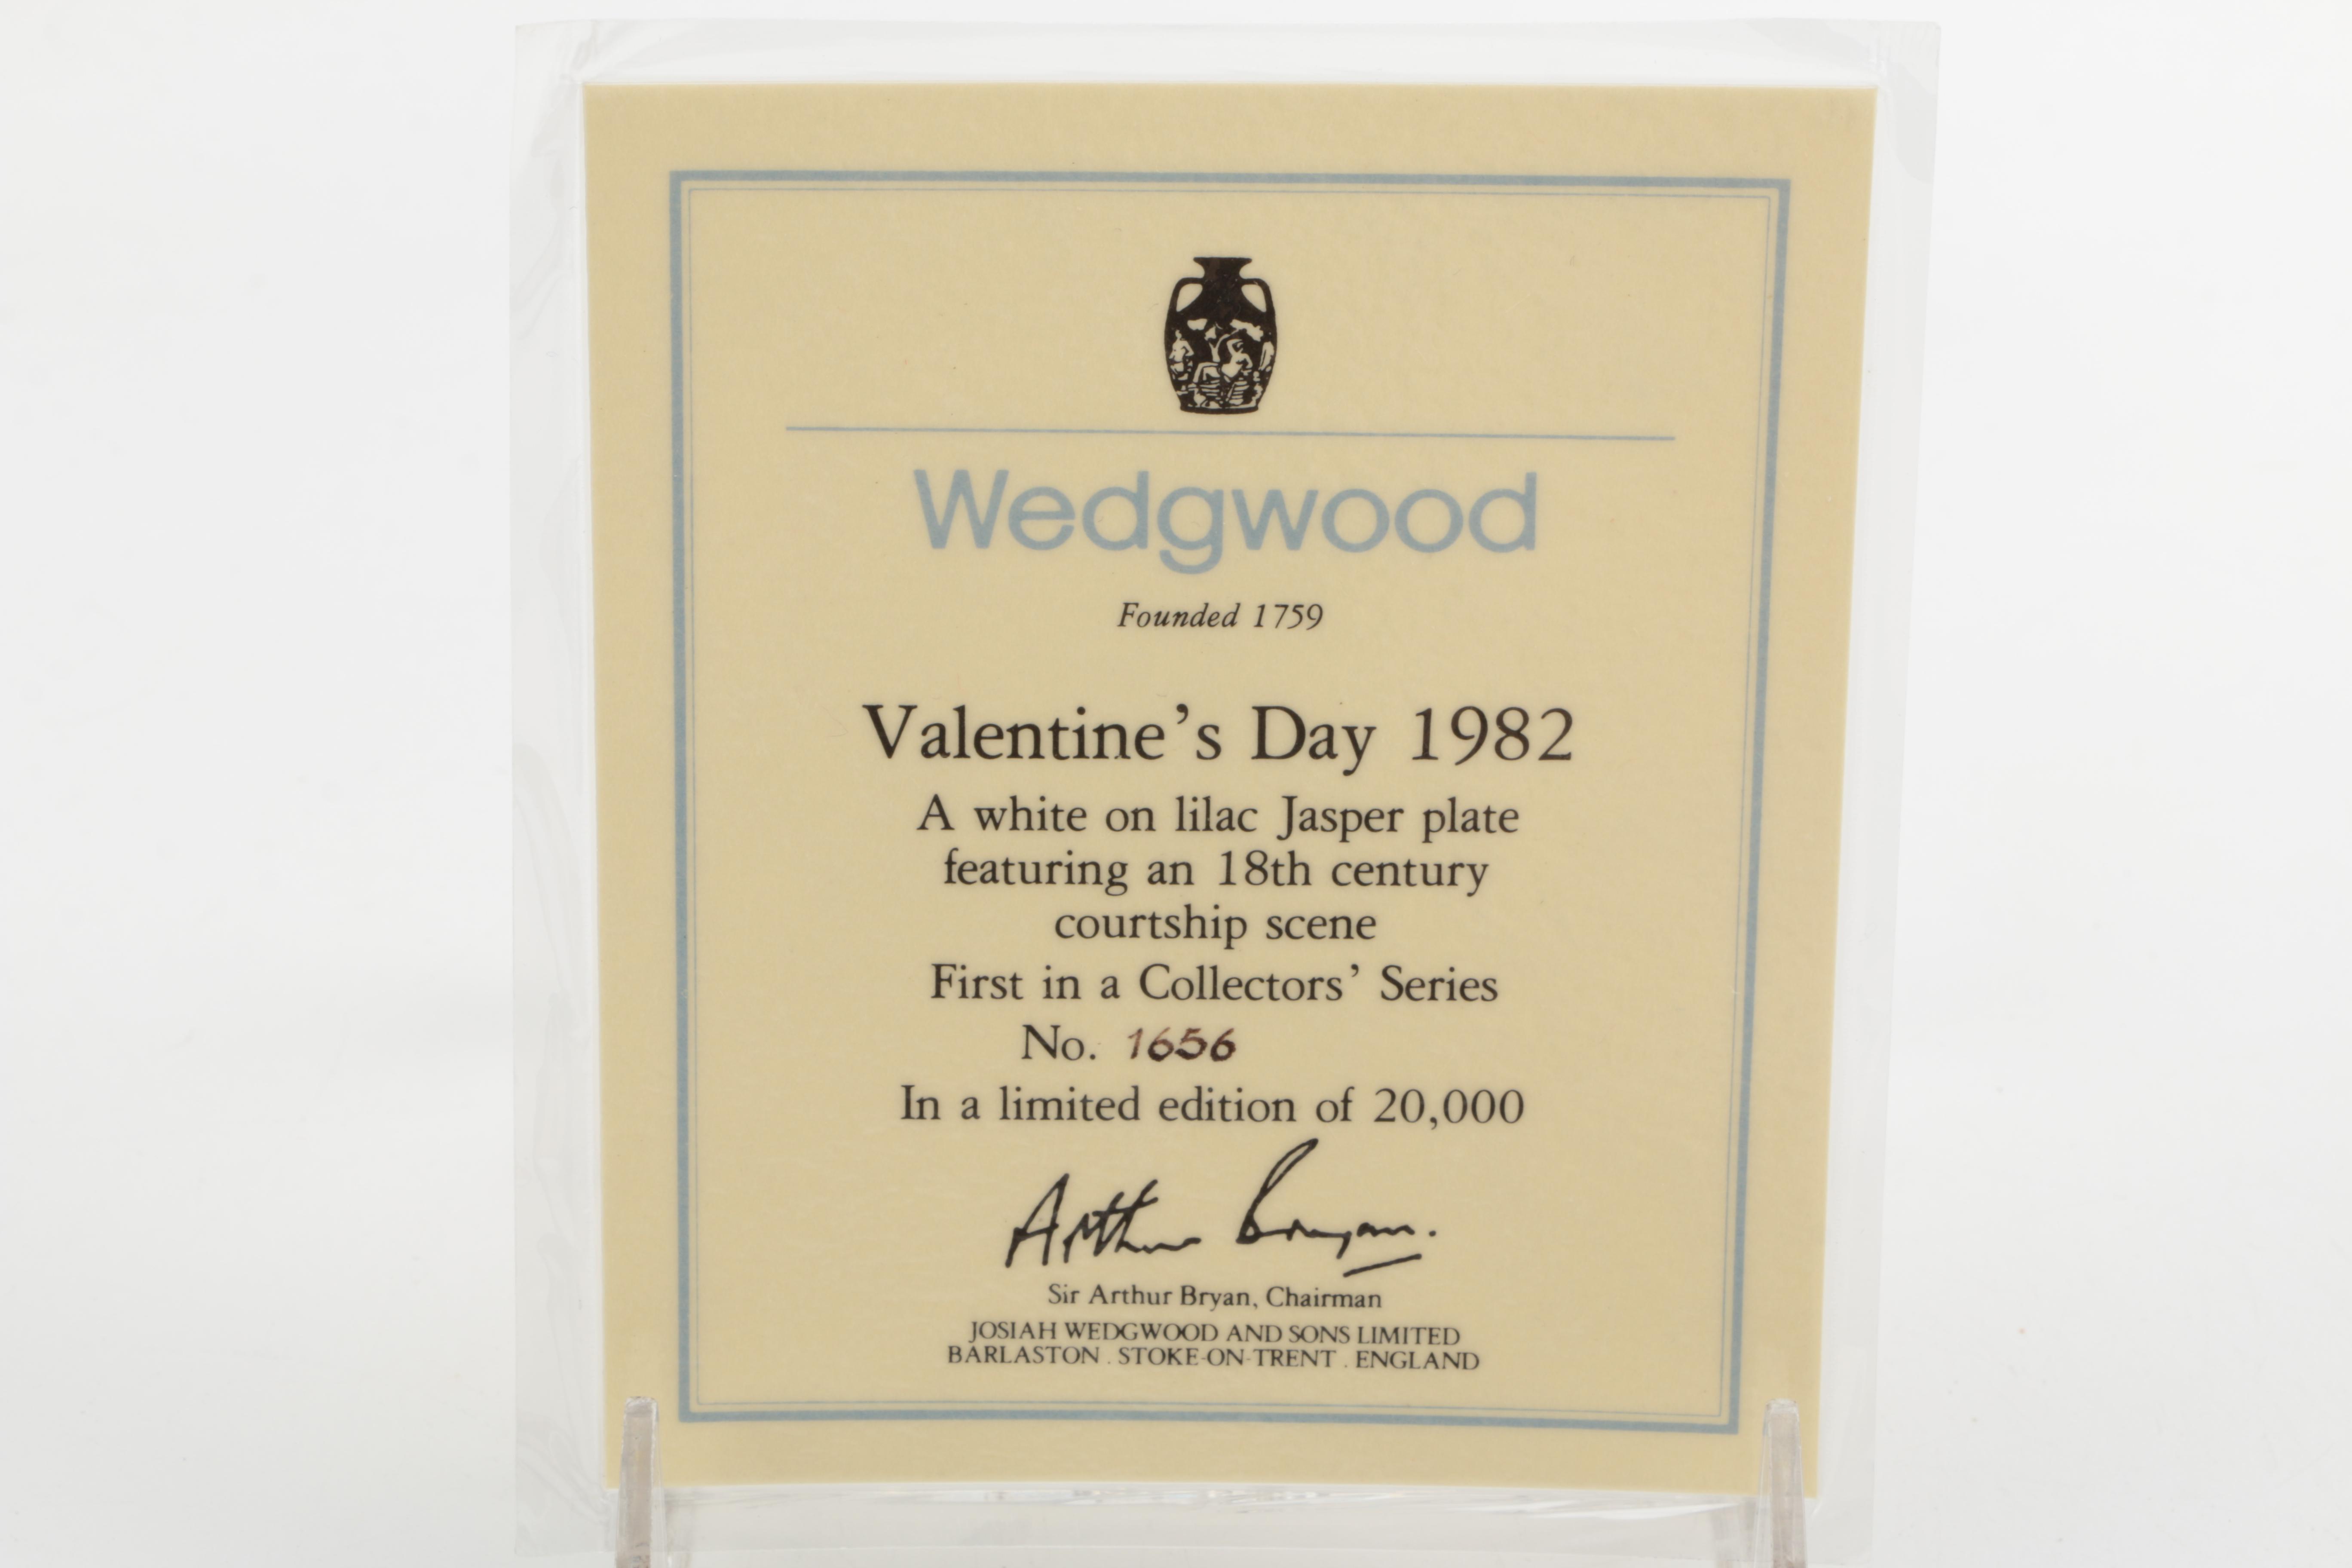 Wedgwood
Founded 1759
Valentine’s Day 1982
A white on lilac Jasper plate
featuring an 18th century
courtship scene
First in a Collectors’ Series
No. 1656
In a limited edition of 20,000
Arthur Bryan.
Sir Arthur Bryan, Chairman
JOSIAH WEDGWOOD AND SONS LIMITED
BARLASTON . STOKE-ON-TRENT . ENGLAND